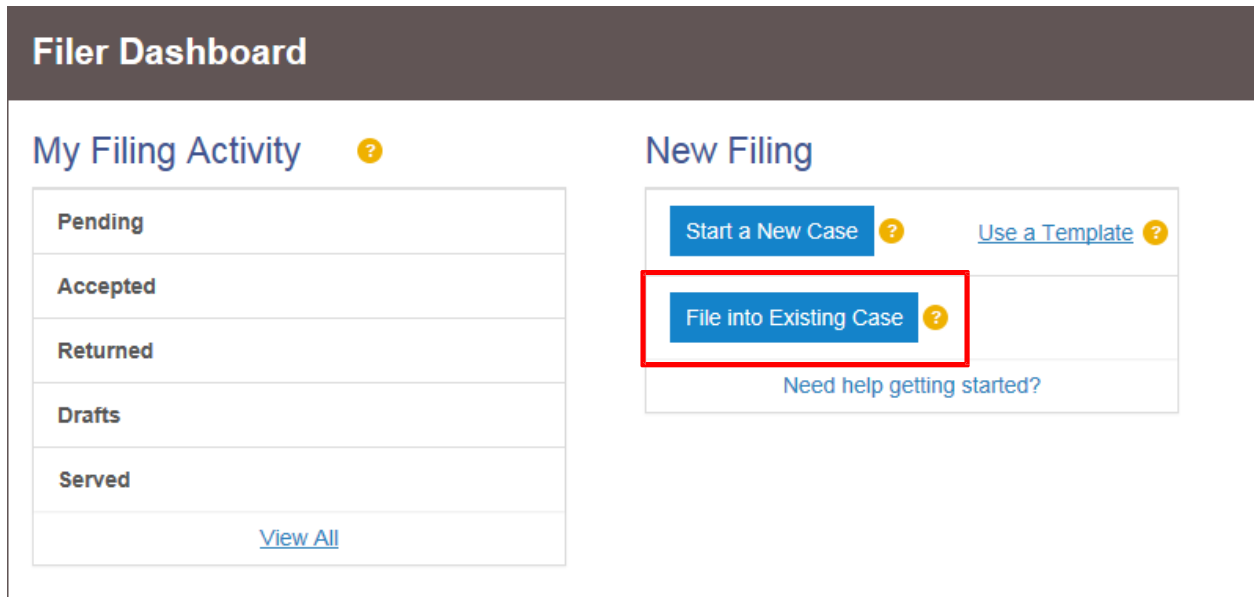 Filer Dashboard
My Filing Activity ?
Pending
Accepted
Returned
Drafts
Served
View All
New Filing
Start a New Case ? Use a Template ?
File into Existing Case ?
Need help getting started?